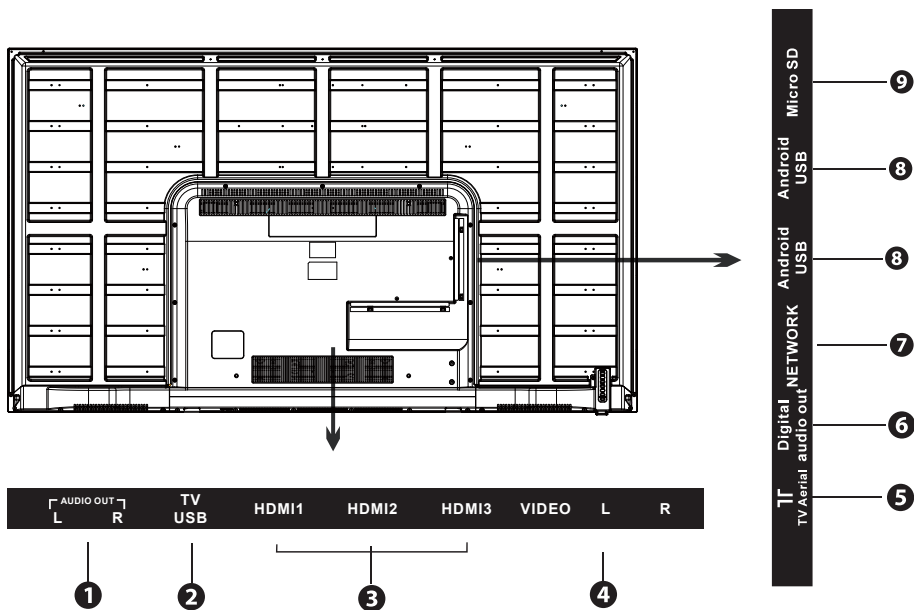 Micro SD
9
Android
USB
8
Android
USB
8
NETWORK
7
Digital
audio out
6
TV Aerial
5
AUDIO OUT
L R
TV
USB
HDMI1 HDMI2 HDMI3 VIDEO L R
1 2 3 4